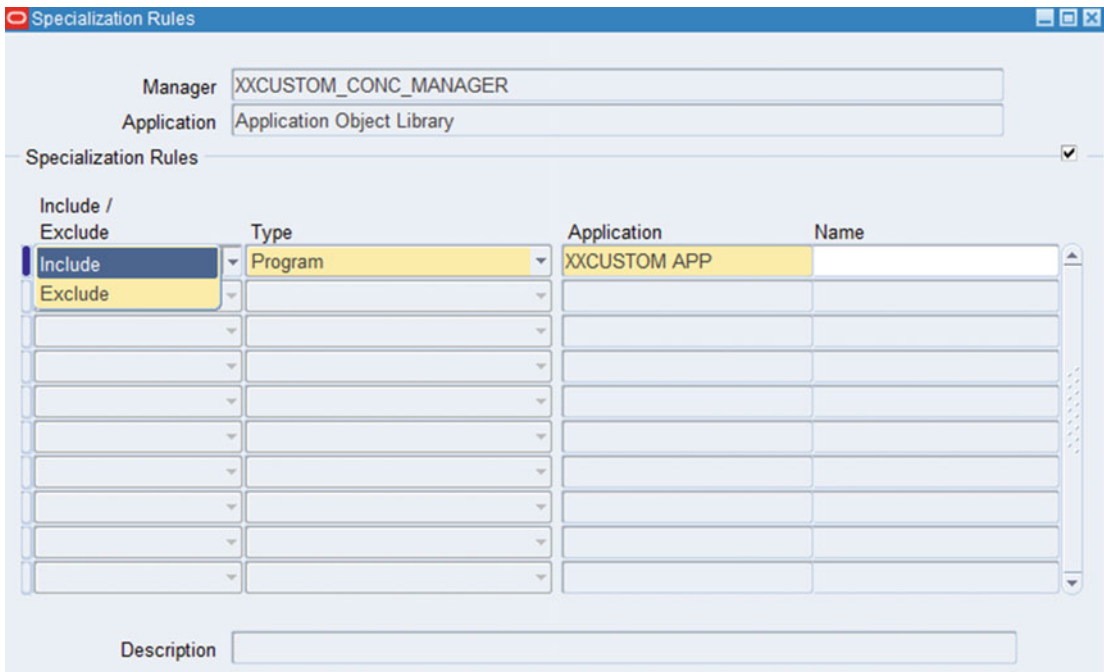 Specialization Rules
Manager XXCUSTOM_CONC_MANAGER
Application Application Object Library
Specialization Rules
Include /
Exclude Type Application Name
Include Program XXCUSTOM APP
Exclude
Description